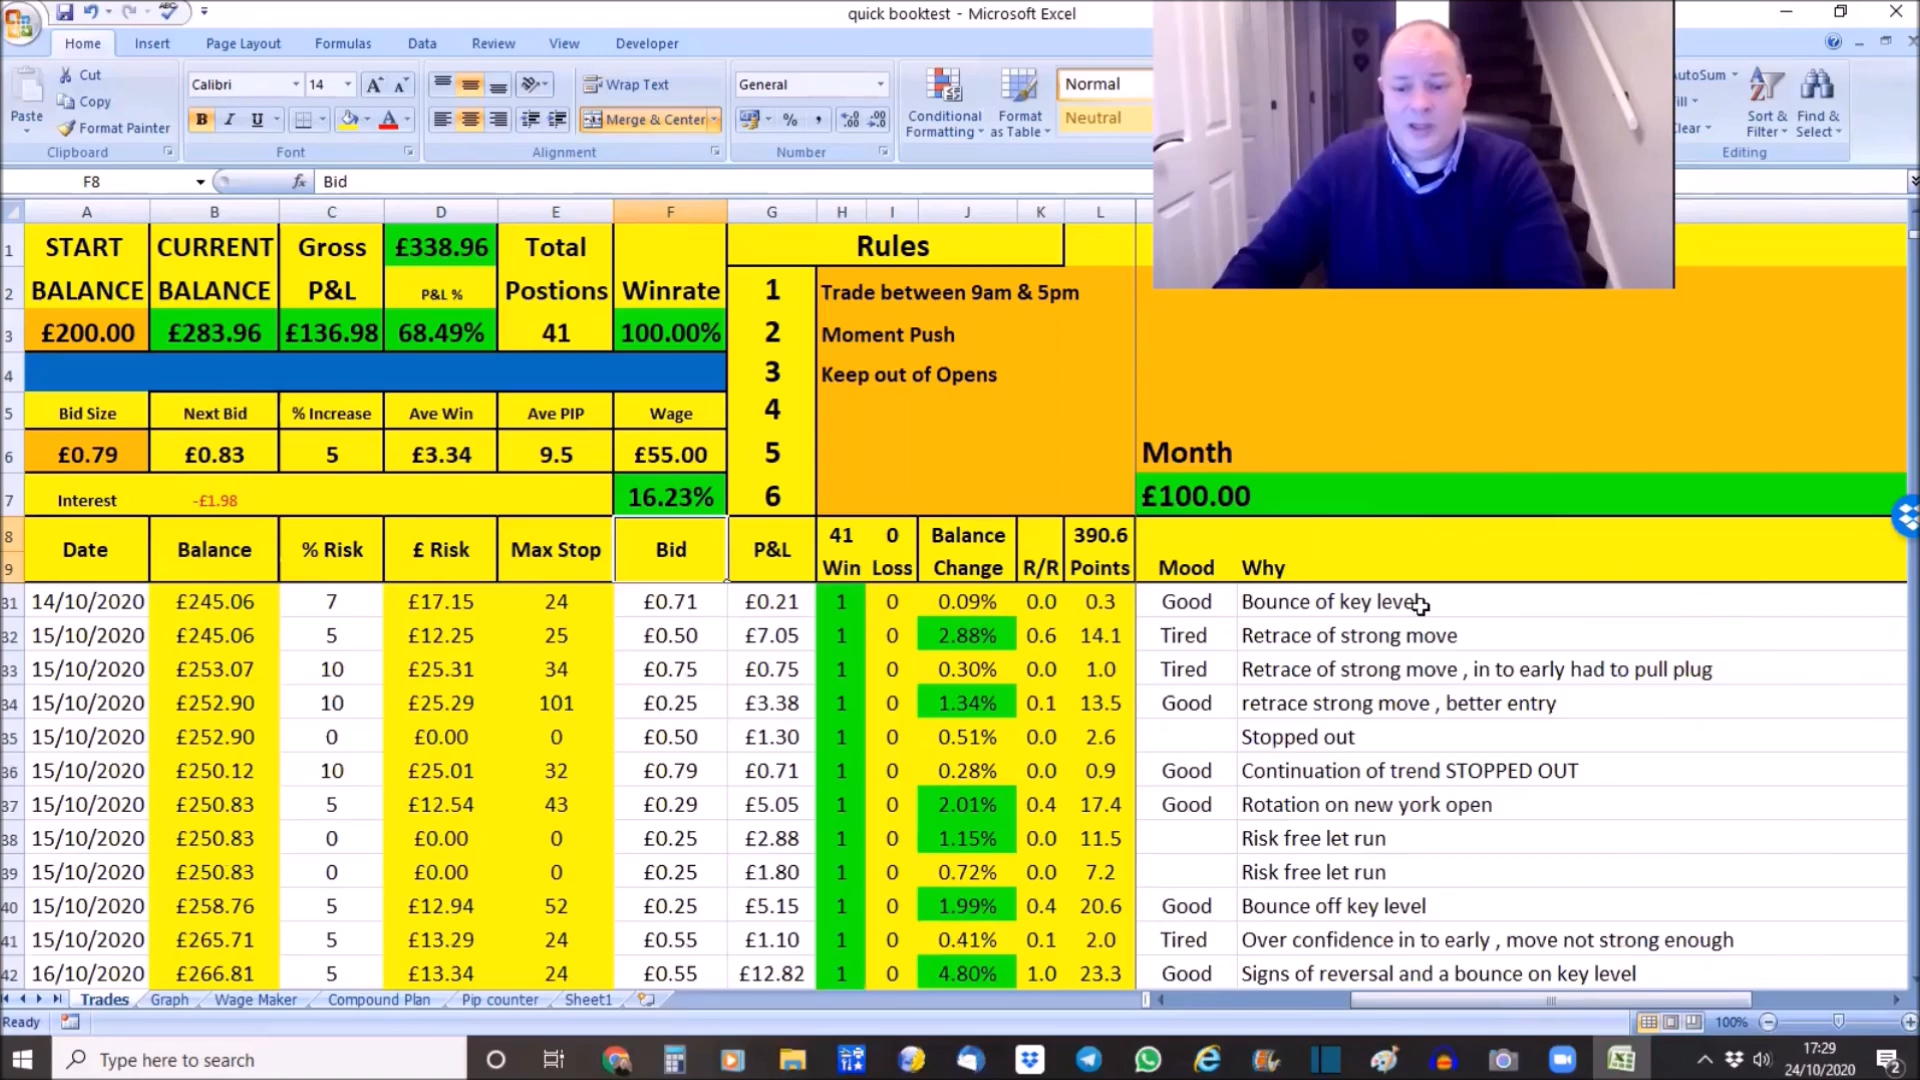 quick booktest - Microsoft Excel
Home Insert Page Layout Formulas Data Review View Developer
Paste
Cut
Copy
Format Painter
Clipboard
Calibri 14
B I U
Font
Wrap Text
Merge & Center
Alignment
General
Number
Conditional Formatting
Format as Table
Normal
Neutral
AutoSum
Sort & Filter
Find & Select
Editing
F8 fx Bid
A B C D E F G H I J K L
1 START CURRENT Gross £338.96 Total Rules
2 BALANCE BALANCE P&L P&L % Postions Winrate 1 Trade between 9am & 5pm
3 £200.00 £283.96 £136.98 68.49% 41 100.00% 2 Moment Push
4 3 Keep out of Opens
5 Bid Size Next Bid % Increase Ave Win Ave PIP Wage 4
6 £0.79 £0.83 5 £3.34 9.5 £55.00 5 Month
7 Interest -£1.98 16.23% 6 £100.00
8 41 0 Balance 390.6
9 Date Balance % Risk £ Risk Max Stop Bid P&L Win Loss Change R/R Points Mood Why
31 14/10/2020 £245.06 7 £17.15 24 £0.71 £0.21 1 0 0.09% 0.0 0.3 Good Bounce of key level
32 15/10/2020 £245.06 5 £12.25 25 £0.50 £7.05 1 0 2.88% 0.6 14.1 Tired Retrace of strong move
33 15/10/2020 £253.07 10 £25.31 34 £0.75 £0.75 1 0 0.30% 0.0 1.0 Tired Retrace of strong move , in to early had to pull plug
34 15/10/2020 £252.90 10 £25.29 101 £0.25 £3.38 1 0 1.34% 0.1 13.5 Good retrace strong move , better entry
35 15/10/2020 £252.90 0 £0.00 0 £0.50 £1.30 1 0 0.51% 0.0 2.6 Stopped out
36 15/10/2020 £250.12 10 £25.01 32 £0.79 £0.71 1 0 0.28% 0.0 0.9 Good Continuation of trend STOPPED OUT
37 15/10/2020 £250.83 5 £12.54 43 £0.29 £5.05 1 0 2.01% 0.4 17.4 Good Rotation on new york open
38 15/10/2020 £250.83 0 £0.00 0 £0.25 £2.88 1 0 1.15% 0.0 11.5 Risk free let run
39 15/10/2020 £250.83 0 £0.00 0 £0.25 £1.80 1 0 0.72% 0.0 7.2 Risk free let run
40 15/10/2020 £258.76 5 £12.94 52 £0.25 £5.15 1 0 1.99% 0.4 20.6 Good Bounce off key level
41 15/10/2020 £265.71 5 £13.29 24 £0.55 £1.10 1 0 0.41% 0.1 2.0 Tired Over confidence in to early , move not strong enough
42 16/10/2020 £266.81 5 £13.34 24 £0.55 £12.82 1 0 4.80% 1.0 23.3 Good Signs of reversal and a bounce on key level
Trades Graph Wage Maker Compound Plan Pip counter Sheet1
Ready 100%
Type here to search
17:29
24/10/2020
2